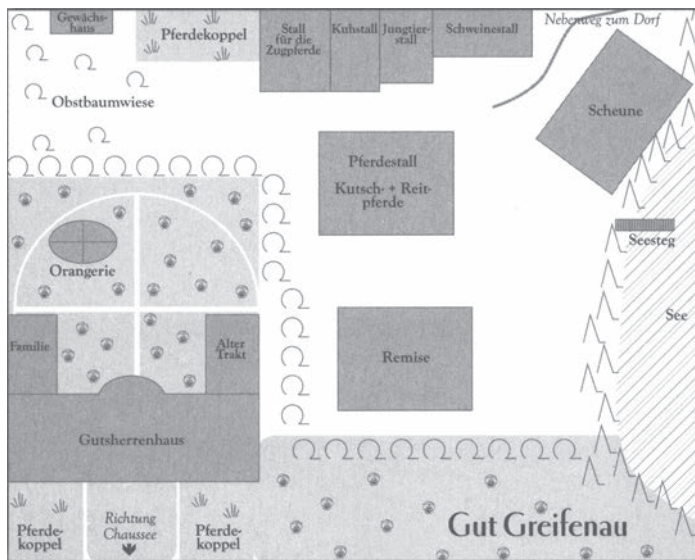 Gewächs-
haus
Pferdekoppel
Stall
für die
Zugpferde
Kuhstall
Jungtier-
stall
Schweinestall
Nebenweg zum Dorf
Obstbaumwiese
Scheune
Pferdestall
Kutsch- + Reit-
pferde
Seesteg
Orangerie
See
Familie
Alter
Trakt
Remise
Gutsherrenhaus
Pferde-
koppel
Richtung
Chaussee
Pferde-
koppel
Gut Greifenau